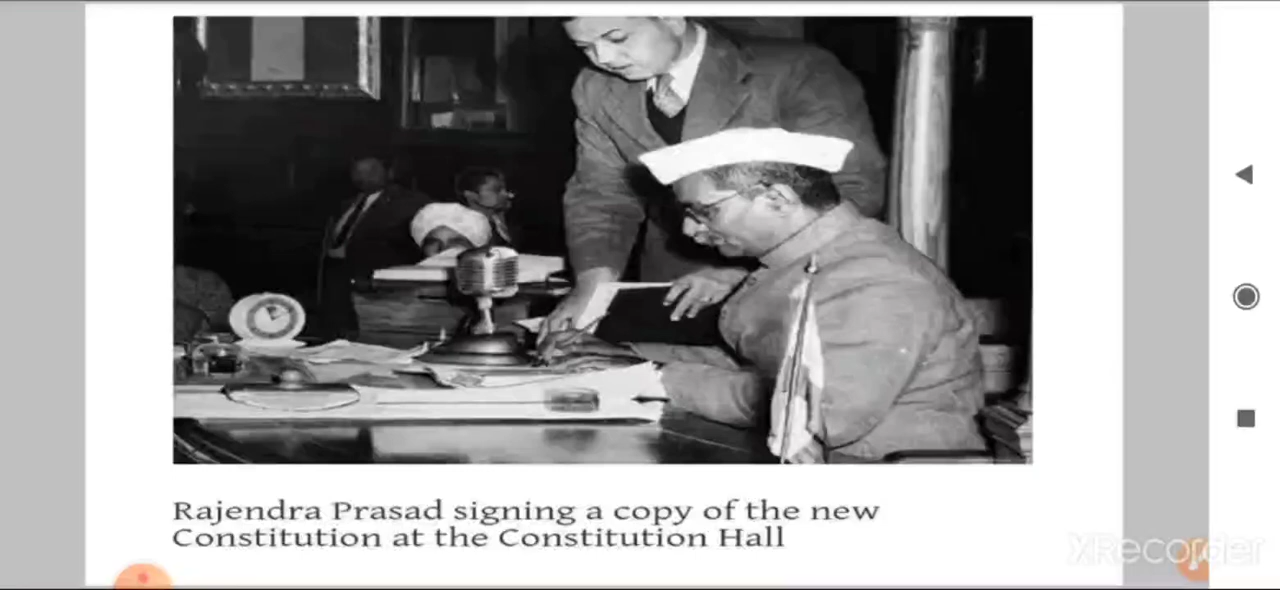 Rajendra Prasad signing a copy of the new
Constitution at the Constitution Hall
XRecorder